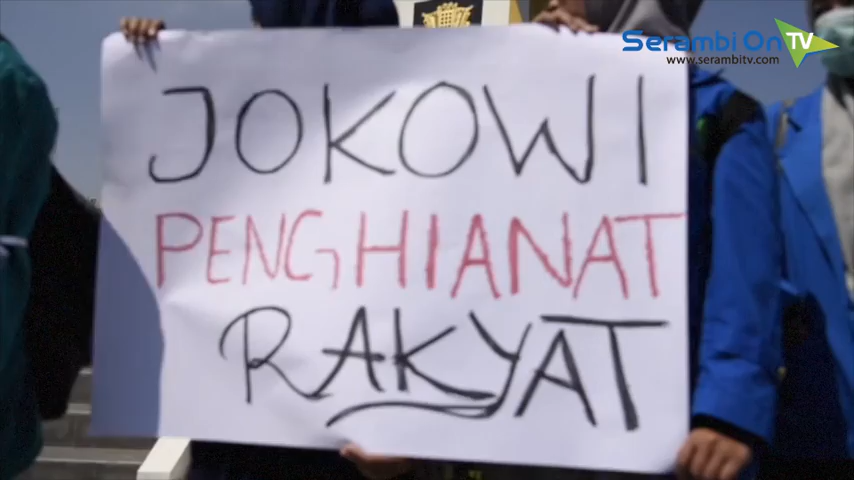 Serambi On TV
www.serambitv.com
JOKOWI
PENGHIANAT
RAKYAT